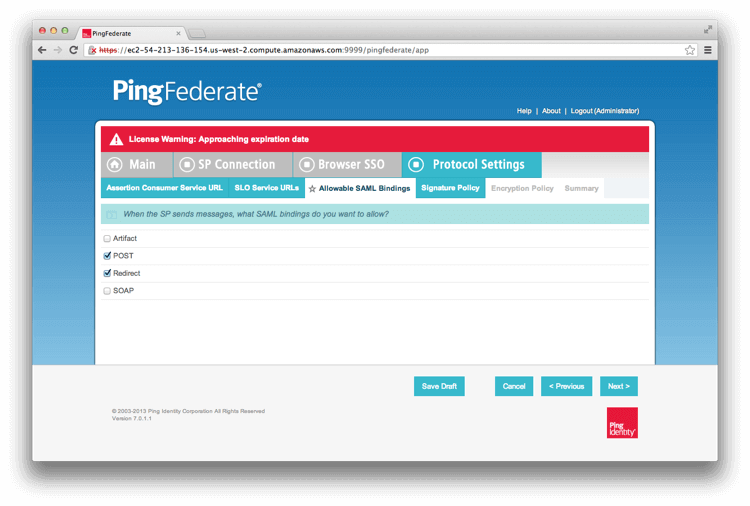 PingFederate
https://ec2-54-213-136-154.us-west-2.compute.amazonaws.com:9999/pingfederate/app
PingFederate®
Help | About | Logout (Administrator)
License Warning: Approaching expiration date
Main SP Connection Browser SSO Protocol Settings
Assertion Consumer Service URL SLO Service URLs Allowable SAML Bindings Signature Policy Encryption Policy Summary
When the SP sends messages, what SAML bindings do you want to allow?
Artifact
POST
Redirect
SOAP
Save Draft Cancel < Previous Next >
© 2003-2013 Ping Identity Corporation All Rights Reserved
Version 7.0.1.1
Ping
Identity®